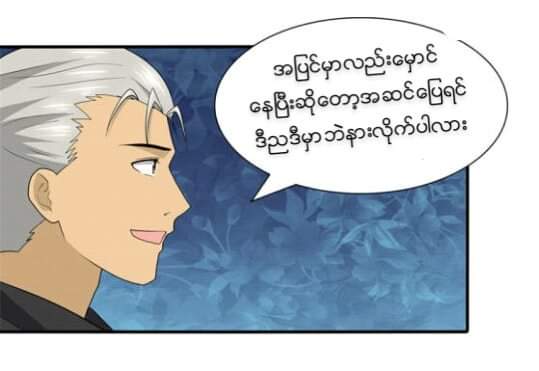 အပြင်မှာလည်းမှောင်
နေပြီးဆိုတော့အဆင်ပြေရင်
ဒီညဒီမှာဘဲနားလိုက်ပါလား